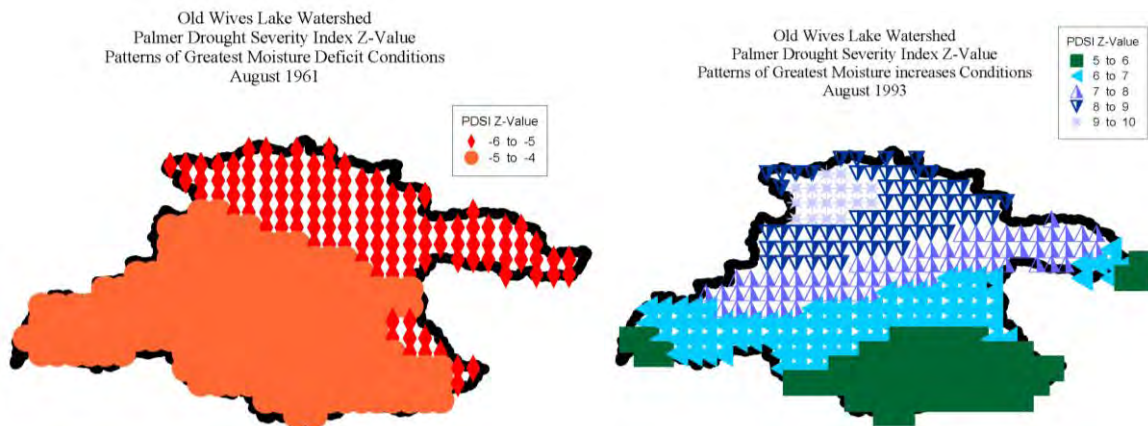 Old Wives Lake Watershed
Palmer Drought Severity Index Z-Value
Patterns of Greatest Moisture Deficit Conditions
August 1961
PDSI Z-Value
-6 to -5
-5 to -4
Old Wives Lake Watershed
Palmer Drought Severity Index Z-Value
Patterns of Greatest Moisture increases Conditions
August 1993
PDSI Z-Value
5 to 6
6 to 7
7 to 8
8 to 9
9 to 10